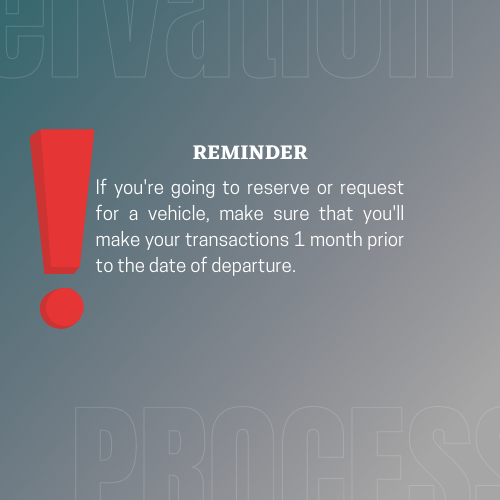 ervation
REMINDER
If you're going to reserve or request
for a vehicle, make sure that you'll
make your transactions 1 month prior
to the date of departure.
PROCESS